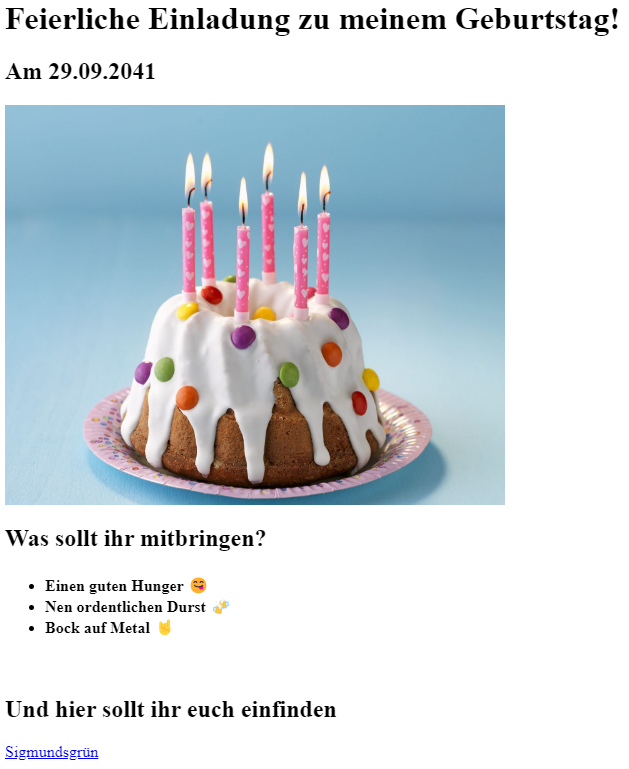 Feierliche Einladung zu meinem Geburtstag!
Am 29.09.2041
Was sollt ihr mitbringen?
Einen guten Hunger 😋
Nen ordentlichen Durst 🍻
Bock auf Metal 🤘
Und hier sollt ihr euch einfinden
Sigmundsgrün